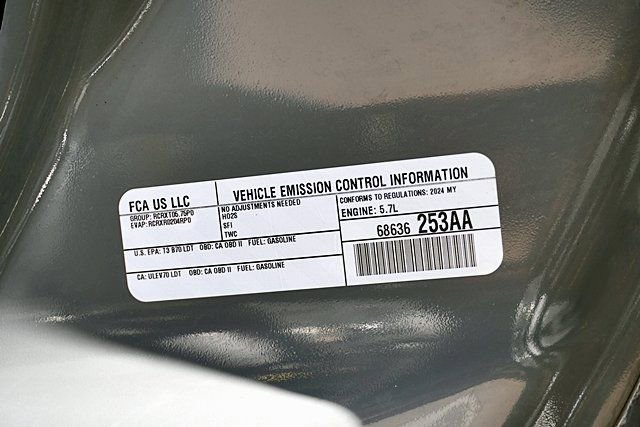 FCA US LLC
VEHICLE EMISSION CONTROL INFORMATION
GROUP: RCRXT05.75P0
EVAP: RCRXR0204RP0
NO ADJUSTMENTS NEEDED
HO2S
SFI
TWC
CONFORMS TO REGULATIONS: 2024 MY
ENGINE: 5.7L
68636 253AA
U.S. EPA: T3 B70 LDT OBD: CA OBD II FUEL: GASOLINE
CA: ULEV70 LDT OBD: CA OBD II FUEL: GASOLINE